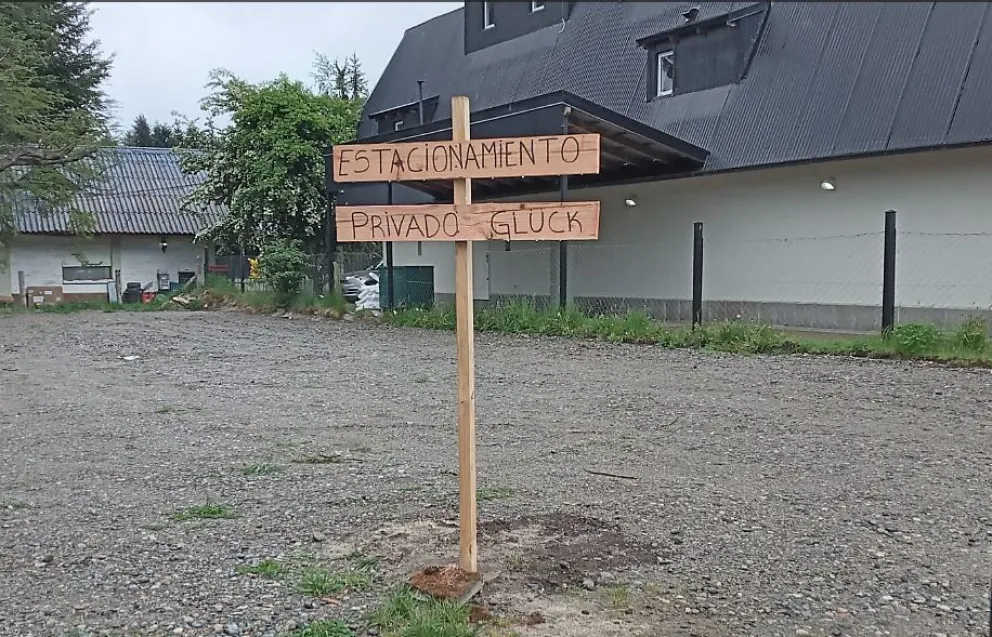 ESTACIONAMIENTO
PRIVADO GLÜCK